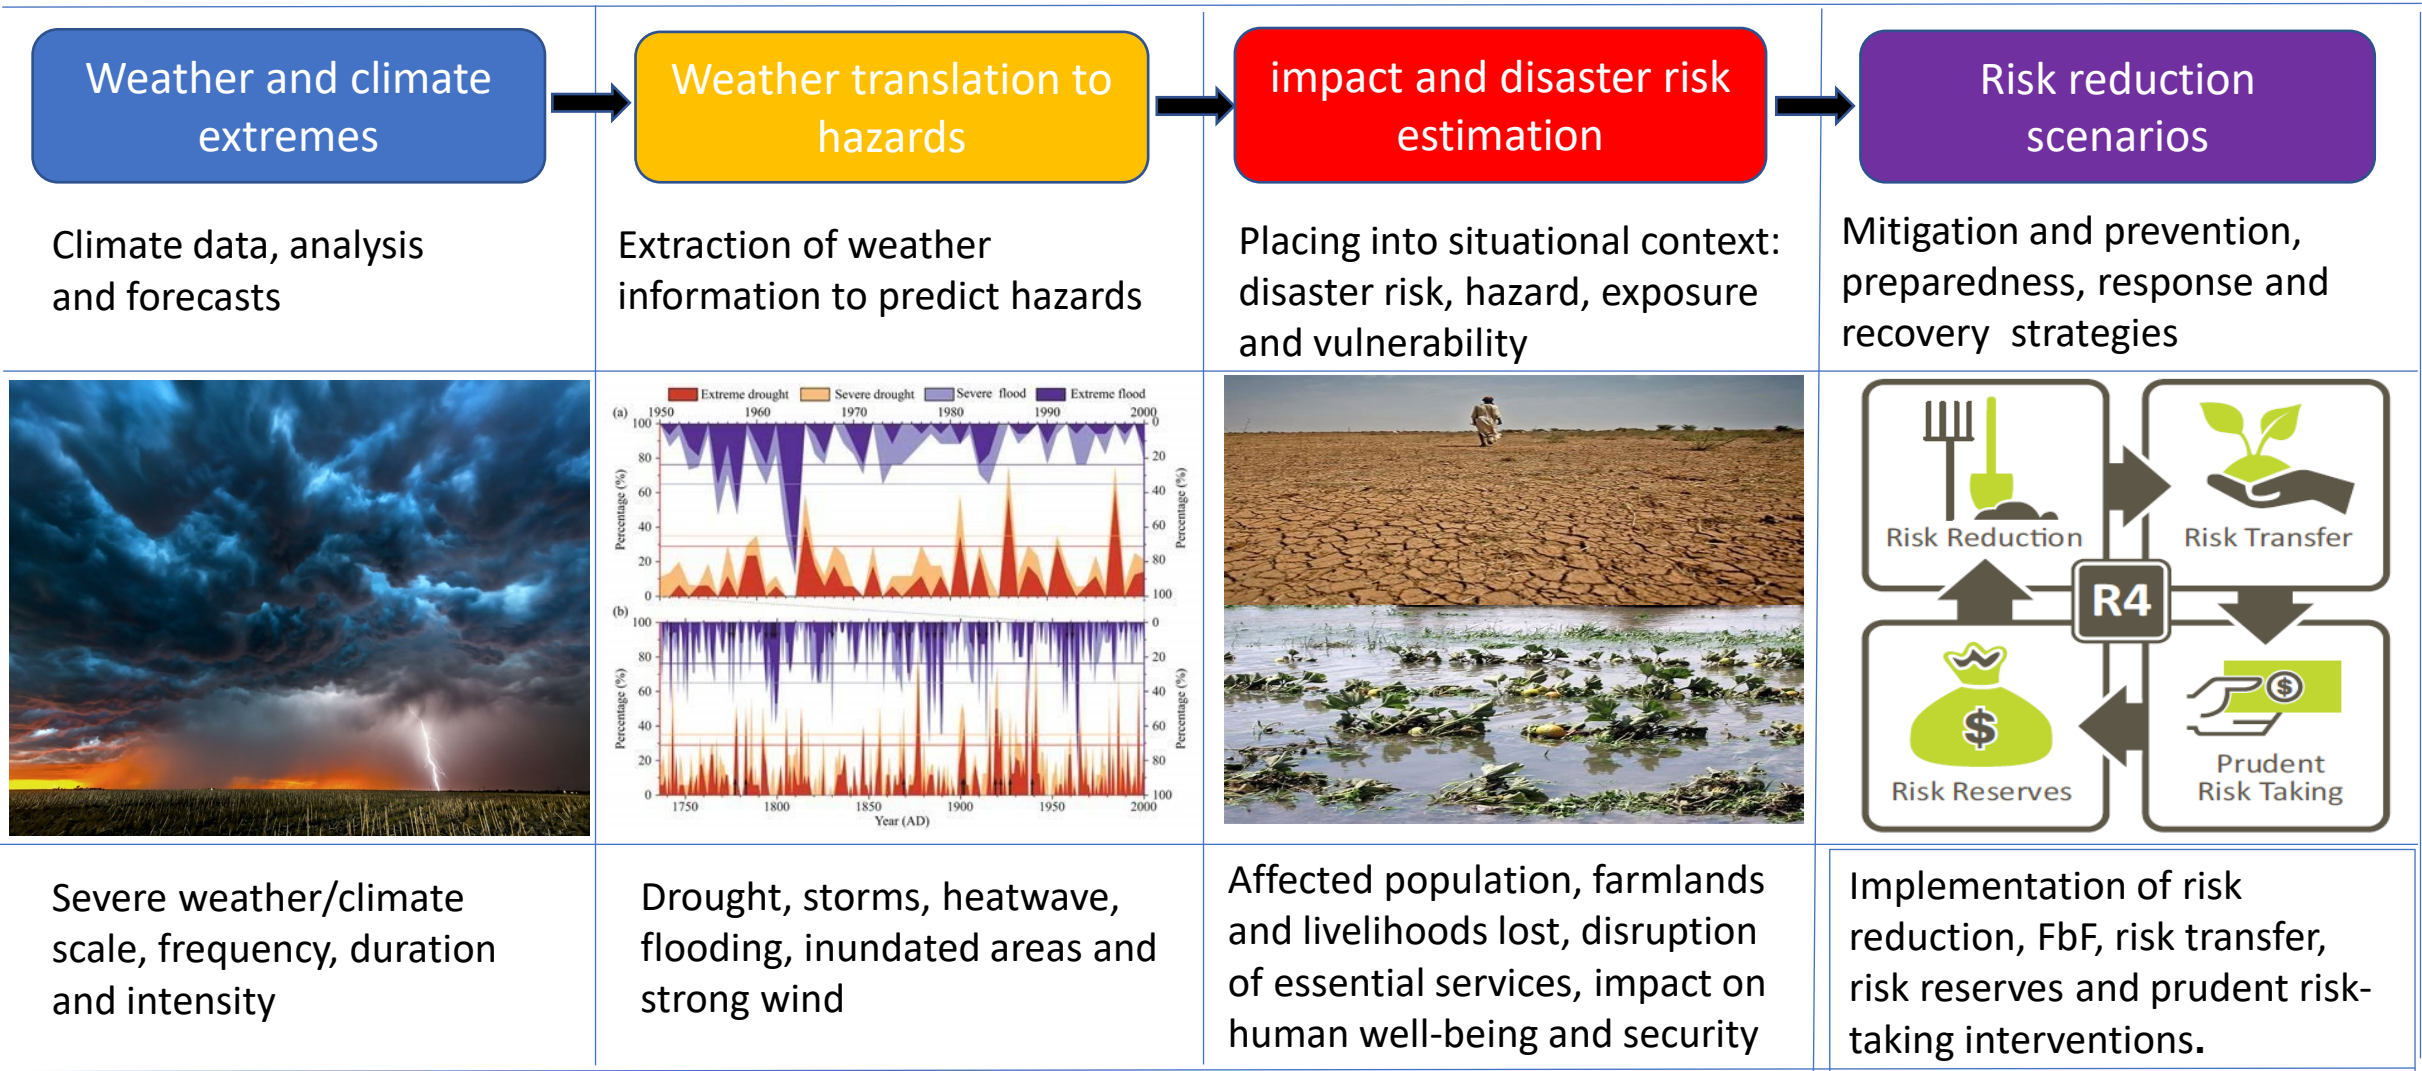 Weather and climate
extremes
Weather translation to
hazards
impact and disaster risk
estimation
Risk reduction
scenarios
Climate data, analysis
and forecasts
Extraction of weather
information to predict hazards
Placing into situational context:
disaster risk, hazard, exposure
and vulnerability
Mitigation and prevention,
preparedness, response and
recovery strategies
Extreme drought Severe drought Severe flood Extreme flood
(a) 1950 1960 1970 1980 1990 2000
100 0
80 20
60 40
40 60
20 80
0 100
Percentage (%)
Percentage (%)
(b)
100 0
80 20
60 40
40 60
20 80
0 100
Percentage (%)
Percentage (%)
1750 1800 1850 1900 1950 2000
Year (AD)
Risk Reduction
Risk Transfer
R4
$
Risk Reserves
$
Prudent
Risk Taking
Severe weather/climate
scale, frequency, duration
and intensity
Drought, storms, heatwave,
flooding, inundated areas and
strong wind
Affected population, farmlands
and livelihoods lost, disruption
of essential services, impact on
human well-being and security
Implementation of risk
reduction, FbF, risk transfer,
risk reserves and prudent risk-
taking interventions.